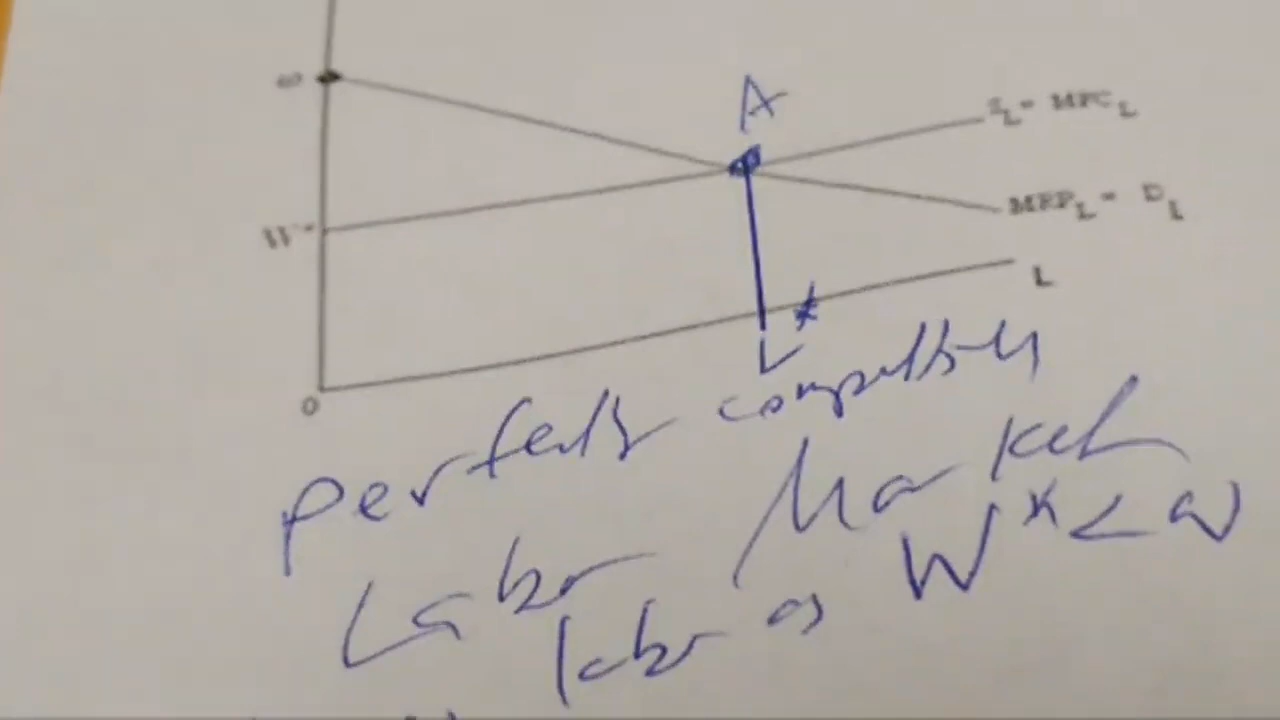 A
S_L = MFC_L
ω
MRP_L = D_L
W*
L
L*
0
perfectly competitive
Labor Market
labor as W* < ω